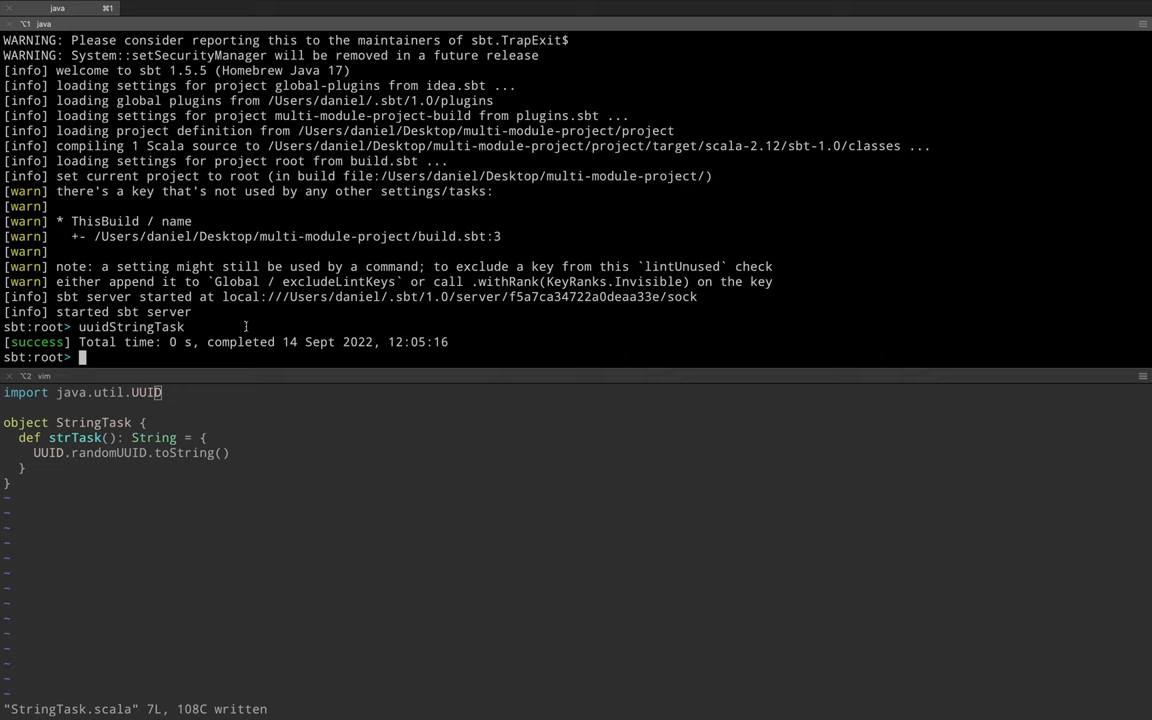 java ⌘1
⌥1 java
WARNING: Please consider reporting this to the maintainers of sbt.TrapExit$
WARNING: System::setSecurityManager will be removed in a future release
[info] welcome to sbt 1.5.5 (Homebrew Java 17)
[info] loading settings for project global-plugins from idea.sbt ...
[info] loading global plugins from /Users/daniel/.sbt/1.0/plugins
[info] loading settings for project multi-module-project-build from plugins.sbt ...
[info] loading project definition from /Users/daniel/Desktop/multi-module-project/project
[info] compiling 1 Scala source to /Users/daniel/Desktop/multi-module-project/project/target/scala-2.12/sbt-1.0/classes ...
[info] loading settings for project root from build.sbt ...
[info] set current project to root (in build file:/Users/daniel/Desktop/multi-module-project/)
[warn] there's a key that's not used by any other settings/tasks:
[warn]
[warn] * ThisBuild / name
[warn]   +- /Users/daniel/Desktop/multi-module-project/build.sbt:3
[warn]
[warn] note: a setting might still be used by a command; to exclude a key from this `lintUnused` check
[warn] either append it to `Global / excludeLintKeys` or call .withRank(KeyRanks.Invisible) on the key
[info] sbt server started at local:///Users/daniel/.sbt/1.0/server/f5a7ca34722a0deaa33e/sock
[info] started sbt server
sbt:root> uuidStringTask
[success] Total time: 0 s, completed 14 Sept 2022, 12:05:16
sbt:root>
⌥2 vim
import java.util.UUID
object StringTask {
  def strTask(): String = {
    UUID.randomUUID.toString()
  }
}
~
~
~
~
~
~
~
~
~
~
~
~
~
~
"StringTask.scala" 7L, 108C written